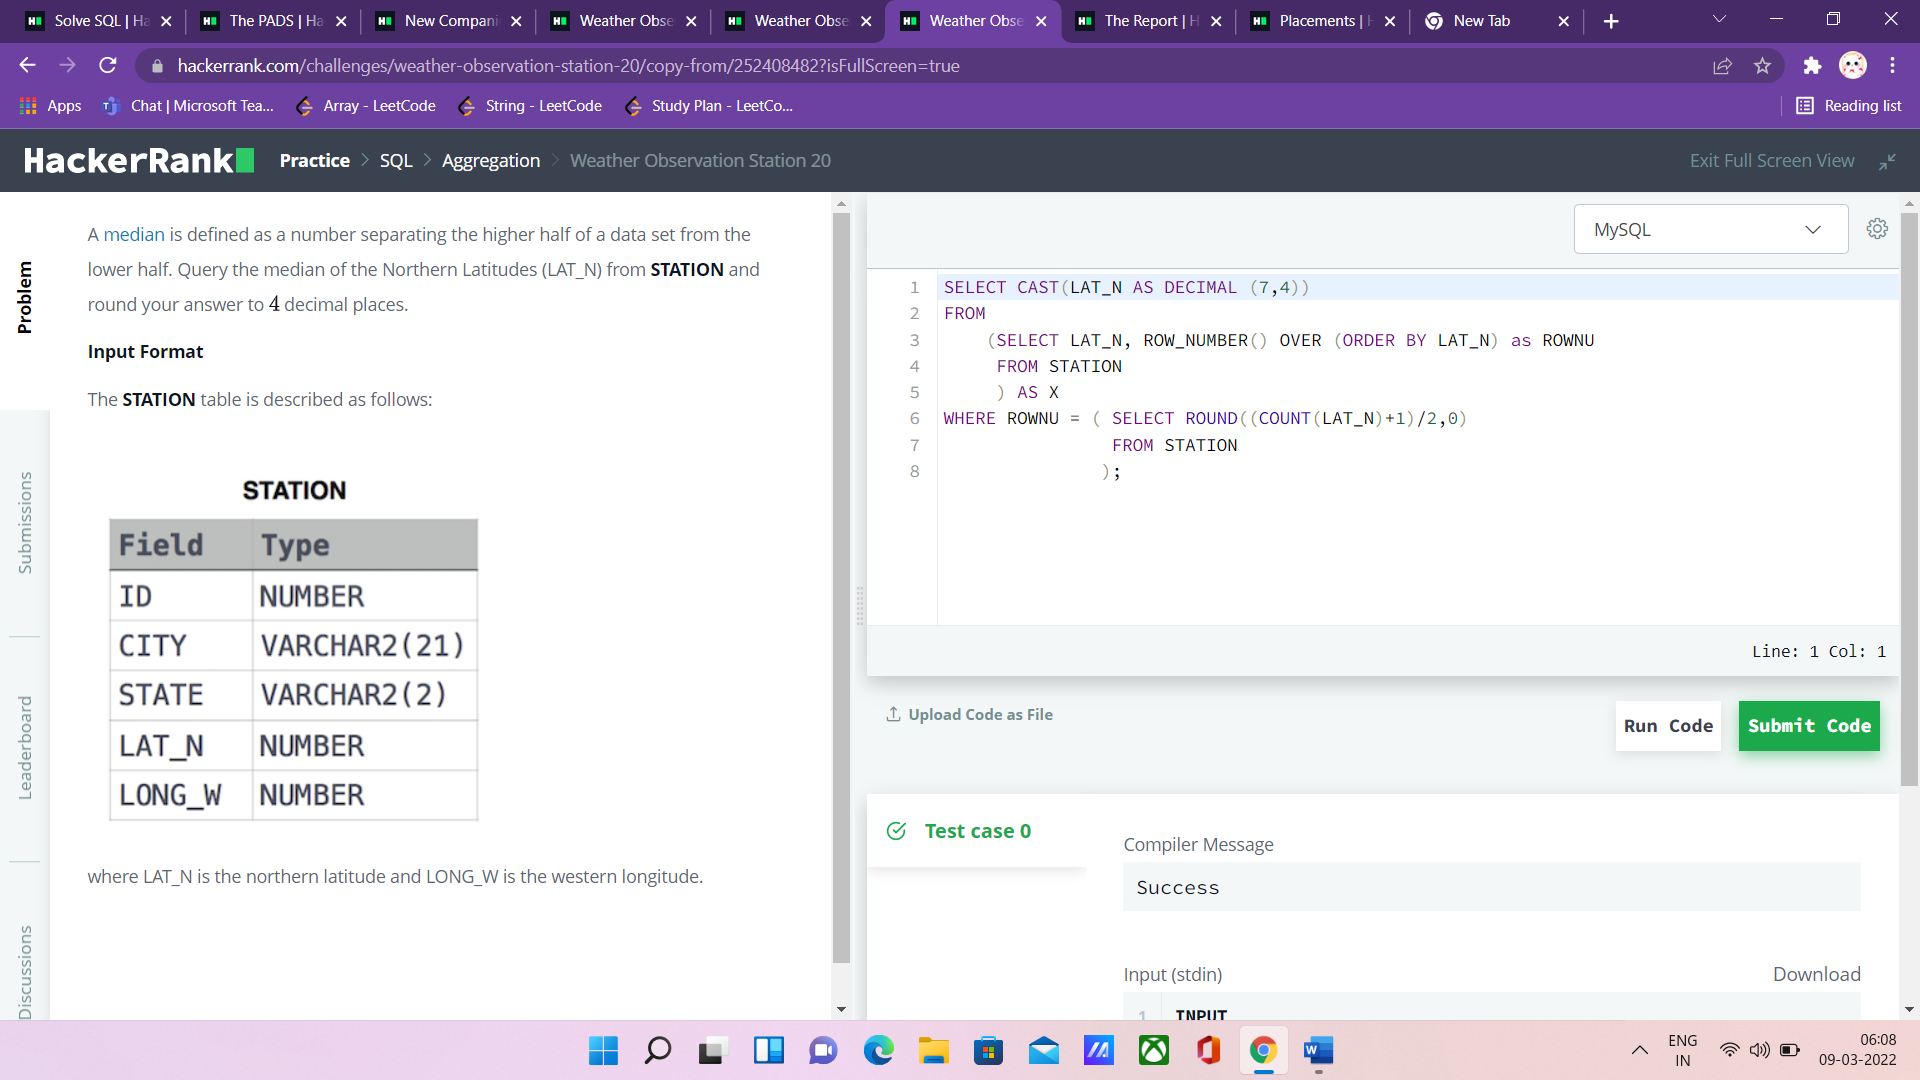 Solve SQL | Ha
The PADS | Ha
New Compani
Weather Obse
Weather Obse
Weather Obse
The Report | H
Placements | H
New Tab
hackerrank.com/challenges/weather-observation-station-20/copy-from/252408482?isFullScreen=true
Apps
Chat | Microsoft Tea...
Array - LeetCode
String - LeetCode
Study Plan - LeetCo...
Reading list
HackerRank
Practice > SQL > Aggregation > Weather Observation Station 20
Exit Full Screen View
Problem
Submissions
Leaderboard
Discussions
A median is defined as a number separating the higher half of a data set from the
lower half. Query the median of the Northern Latitudes (LAT_N) from STATION and
round your answer to 4 decimal places.
Input Format
The STATION table is described as follows:
STATION
Field Type
ID NUMBER
CITY VARCHAR2(21)
STATE VARCHAR2(2)
LAT_N NUMBER
LONG_W NUMBER
where LAT_N is the northern latitude and LONG_W is the western longitude.
MySQL
1 SELECT CAST(LAT_N AS DECIMAL (7,4))
2 FROM
3 (SELECT LAT_N, ROW_NUMBER() OVER (ORDER BY LAT_N) as ROWNU
4 FROM STATION
5 ) AS X
6 WHERE ROWNU = ( SELECT ROUND((COUNT(LAT_N)+1)/2,0)
7 FROM STATION
8 );
Line: 1 Col: 1
Upload Code as File
Run Code
Submit Code
Test case 0
Compiler Message
Success
Input (stdin)
Download
1 INPUT
ENG
IN
06:08
09-03-2022